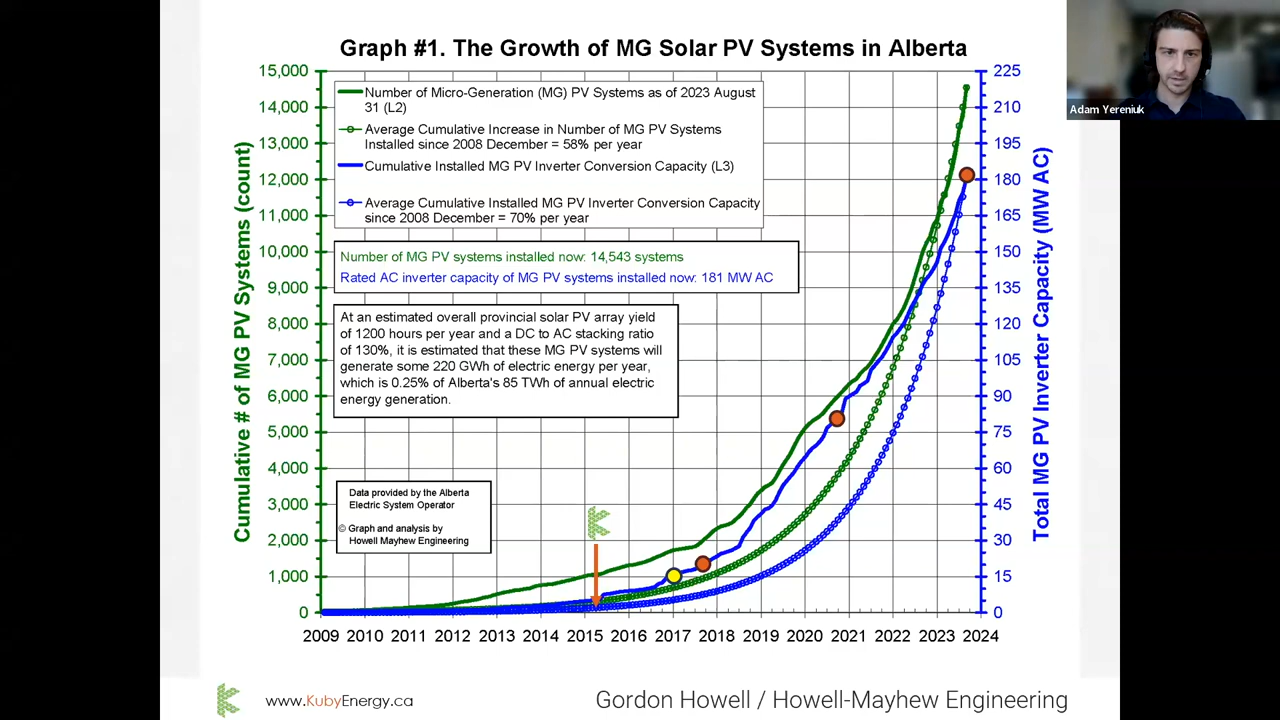 Graph #1. The Growth of MG Solar PV Systems in Alberta
Adam Yereniuk
Cumulative # of MG PV Systems (count)
15,000
14,000
13,000
12,000
11,000
10,000
9,000
8,000
7,000
6,000
5,000
4,000
3,000
2,000
1,000
0
Number of Micro-Generation (MG) PV Systems as of 2023 August
31 (L2)
Average Cumulative Increase in Number of MG PV Systems
Installed since 2008 December = 58% per year
Cumulative Installed MG PV Inverter Conversion Capacity (L3)
Average Cumulative Installed MG PV Inverter Conversion Capacity
since 2008 December = 70% per year
Number of MG PV systems installed now: 14,543 systems
Rated AC inverter capacity of MG PV systems installed now: 181 MW AC
At an estimated overall provincial solar PV array yield
of 1200 hours per year and a DC to AC stacking ratio
of 130%, it is estimated that these MG PV systems will
generate some 220 GWh of electric energy per year,
which is 0.25% of Alberta's 85 TWh of annual electric
energy generation.
Data provided by the Alberta
Electric System Operator
© Graph and analysis by
Howell Mayhew Engineering
225
210
195
180
165
150
135
120
105
90
75
60
45
30
15
0
Total MG PV Inverter Capacity (MW AC)
2009 2010 2011 2012 2013 2014 2015 2016 2017 2018 2019 2020 2021 2022 2023 2024
www.KubyEnergy.ca
Gordon Howell / Howell-Mayhew Engineering